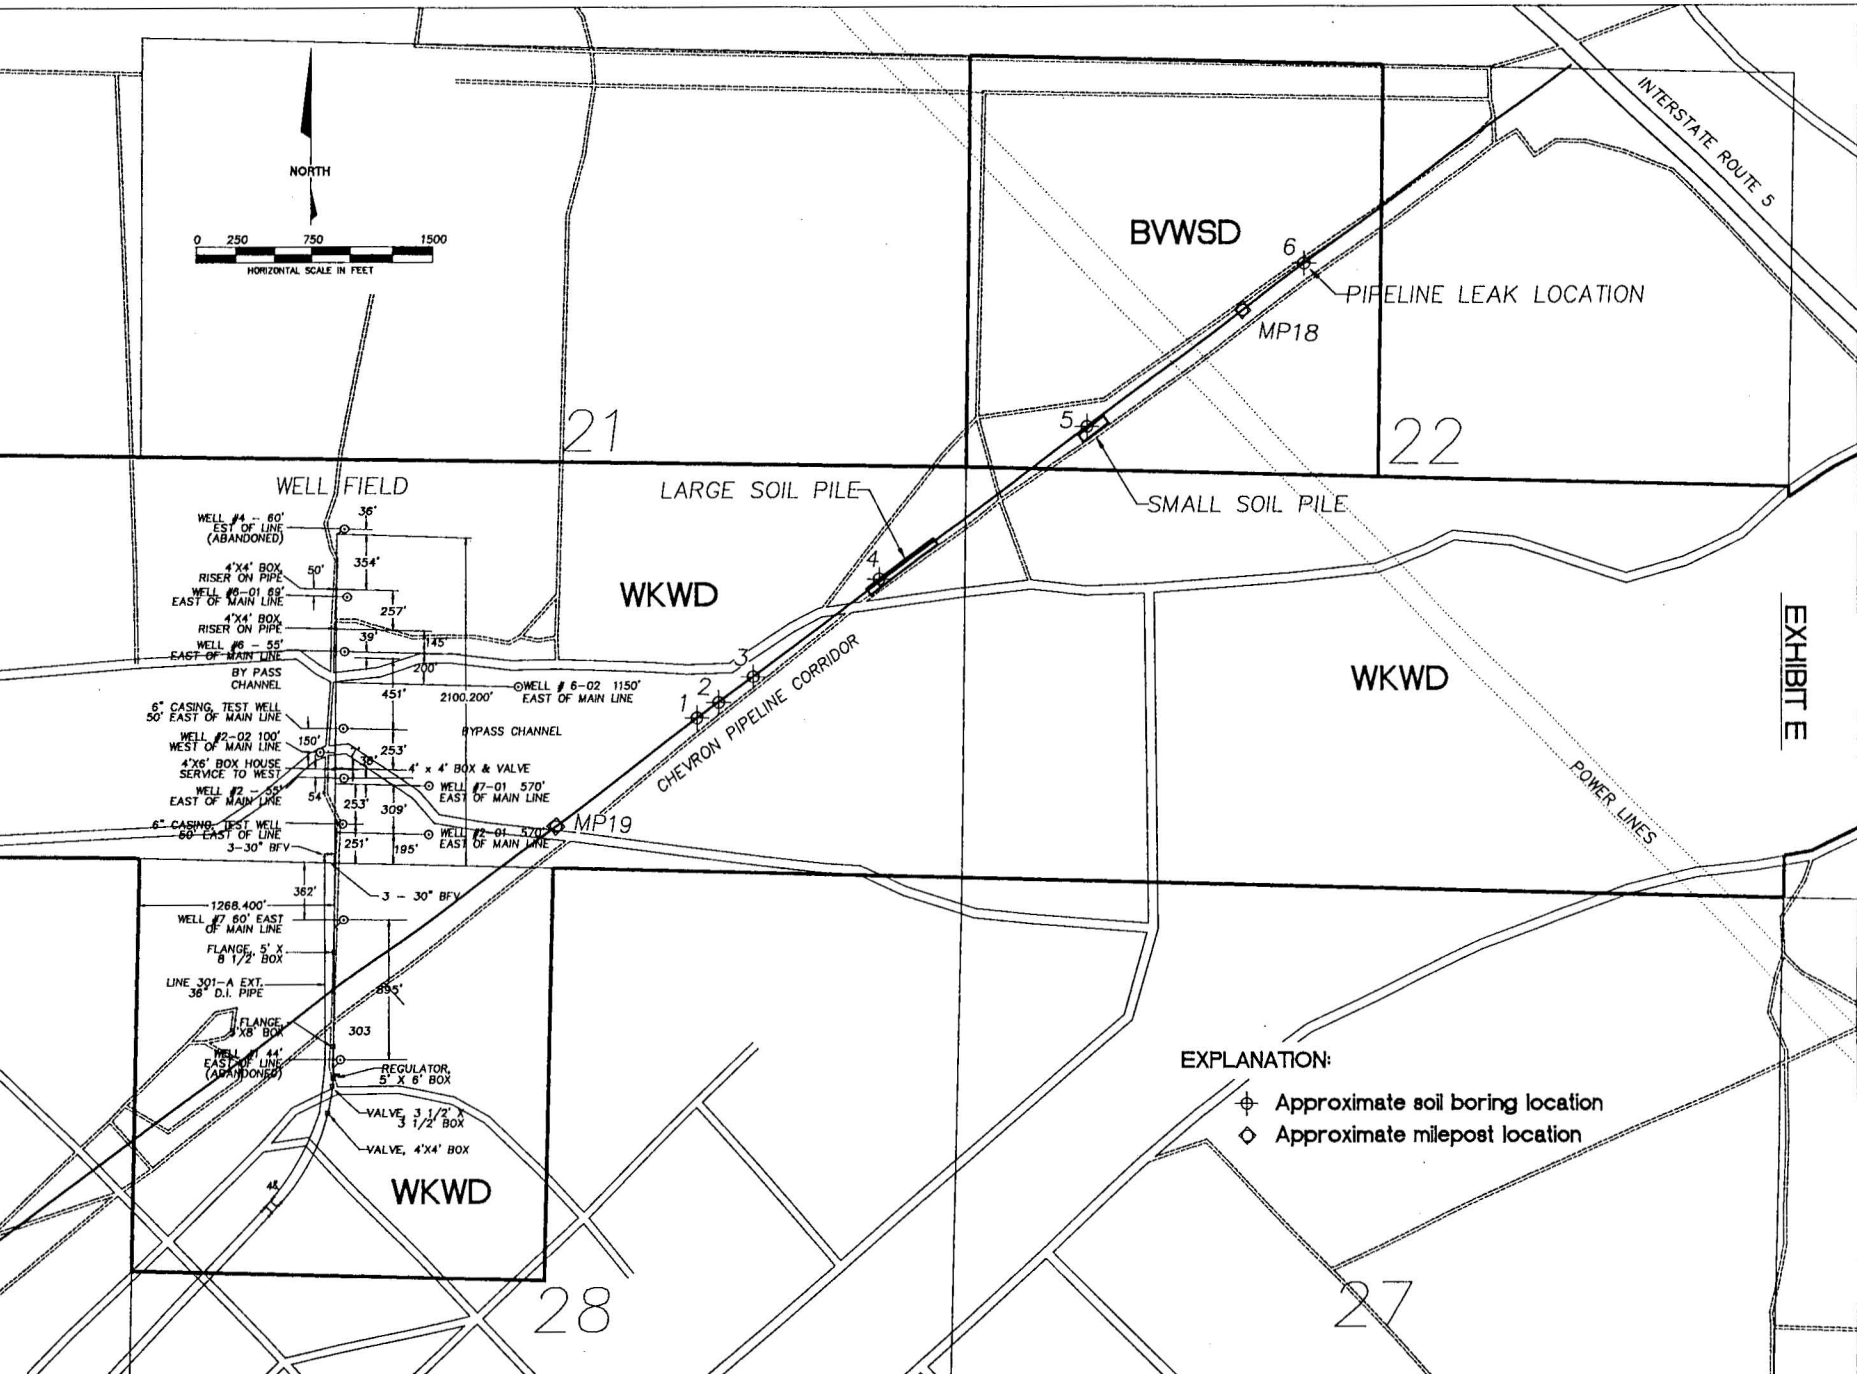 INTERSTATE ROUTE 5
NORTH
0 250 750 1500
HORIZONTAL SCALE IN FEET
BVWSD
6
PIPELINE LEAK LOCATION
MP18
21
5
22
WELL FIELD
LARGE SOIL PILE
SMALL SOIL PILE
WELL #4 - 60'
EST OF LINE
(ABANDONED)
36'
354'
4'X4' BOX,
RISER ON PIPE
50'
WELL #6-01 69'
EAST OF MAIN LINE
257'
4'X4' BOX,
RISER ON PIPE
39'
145'
WELL #6 - 55'
EAST OF MAIN LINE
200'
WKWD
4
EXHIBIT E
BY PASS
CHANNEL
451'
2100.200'
WELL # 6-02 1150'
EAST OF MAIN LINE
3
2
1
CHEVRON PIPELINE CORRIDOR
WKWD
6" CASING, TEST WELL
50' EAST OF MAIN LINE
BYPASS CHANNEL
WELL #2-02 100'
WEST OF MAIN LINE
150'
253'
38'
4'X6' BOX HOUSE
SERVICE TO WEST
4' x 4' BOX & VALVE
WELL #2 - 55'
EAST OF MAIN LINE
54'
WELL #7-01 570'
EAST OF MAIN LINE
253'
309'
6" CASING, TEST WELL
60' EAST OF LINE
WELL #2-01 570'
EAST OF MAIN LINE
MP19
3-30" BFV
251'
195'
POWER LINES
362'
3 - 30" BFV
1268.400'
WELL #7 60' EAST
OF MAIN LINE
FLANGE, 5' X
8 1/2' BOX
LINE 301-A EXT.
36" D.I. PIPE
895'
FLANGE,
BOX
303
WELL #1 44'
EAST OF LINE
(ABANDONED)
REGULATOR,
5' X 6' BOX
VALVE, 3 1/2' X
3 1/2' BOX
VALVE, 4'X4' BOX
WKWD
EXPLANATION:
Approximate soil boring location
Approximate milepost location
28
27